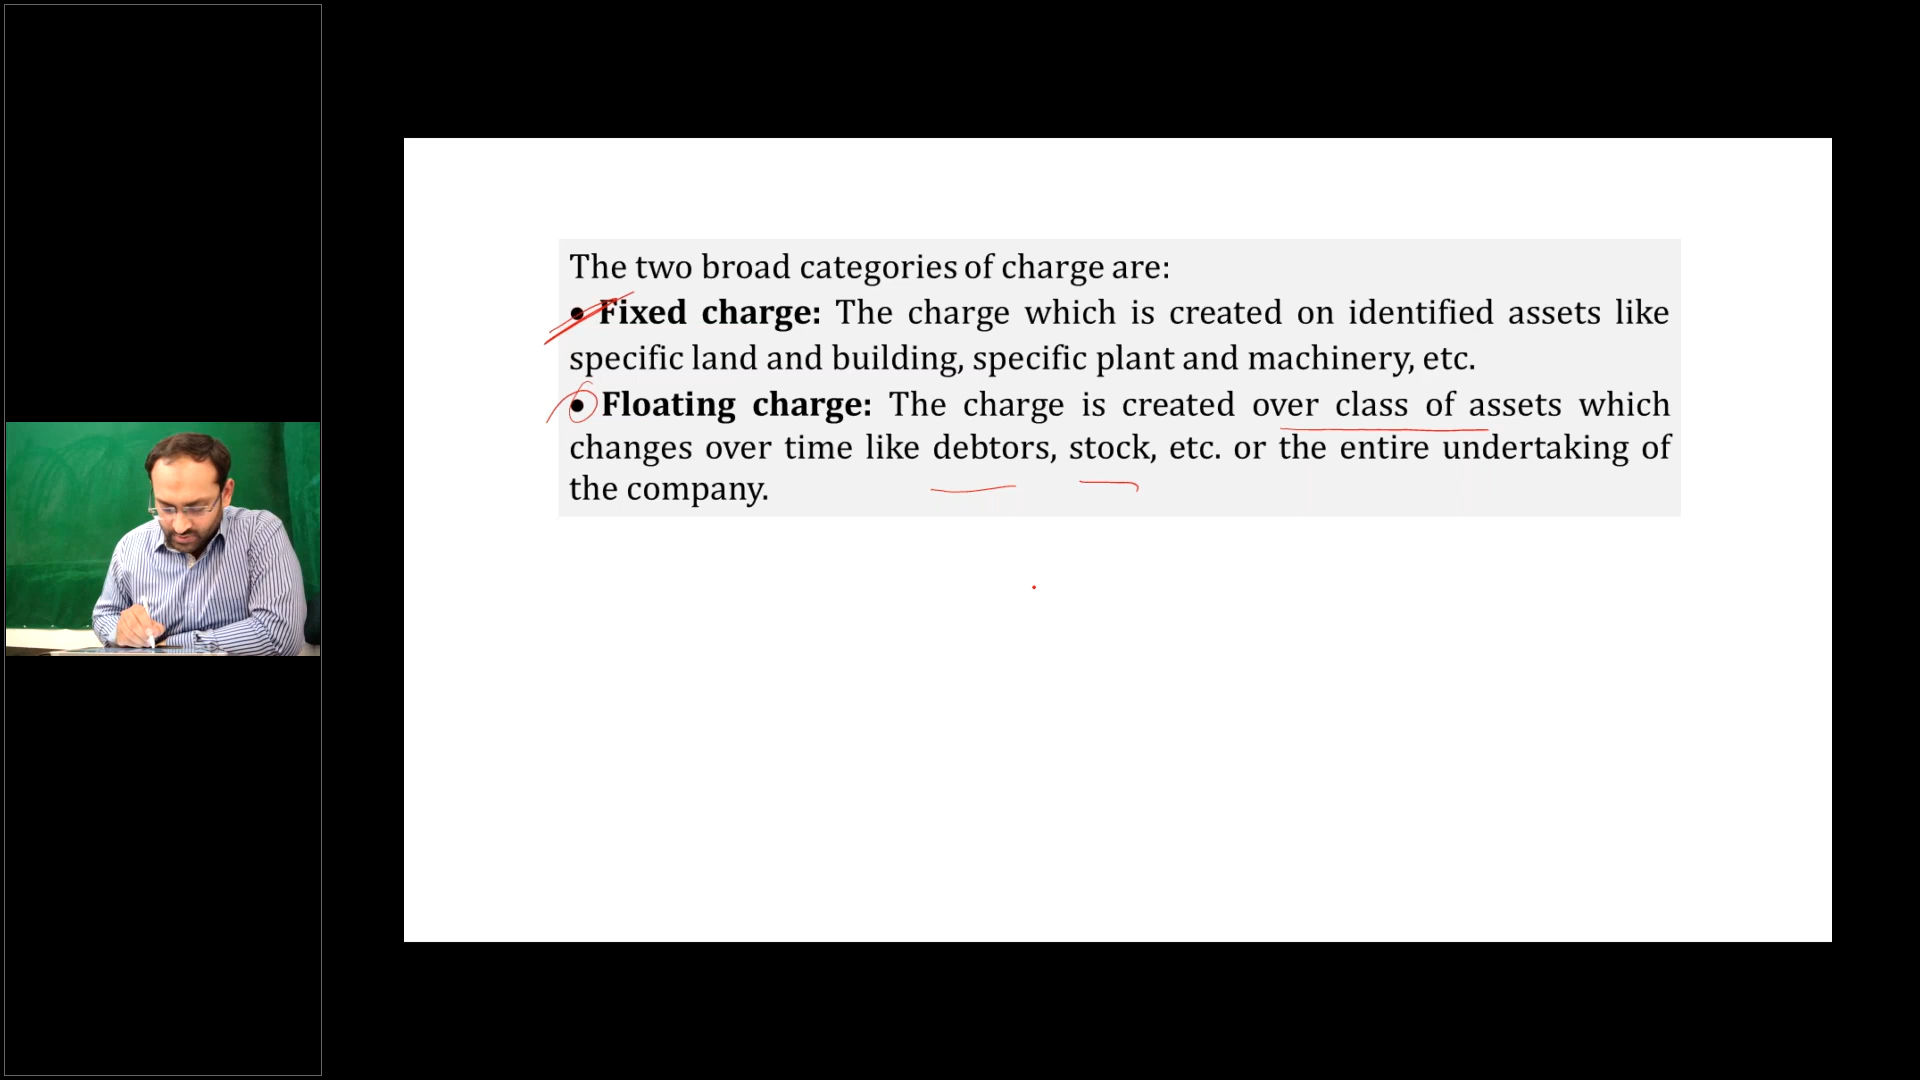 The two broad categories of charge are:
• Fixed charge: The charge which is created on identified assets like
specific land and building, specific plant and machinery, etc.
• Floating charge: The charge is created over class of assets which
changes over time like debtors, stock, etc. or the entire undertaking of
the company.